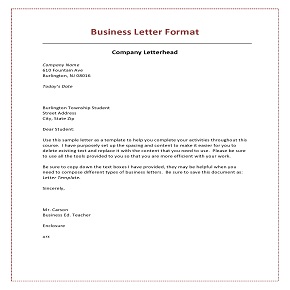 Business Letter Format
Company Letterhead
Company Name
610 Fountain Ave
Burlington, NJ 08016
Today's Date
Burlington Township Student
Street Address
City, State Zip
Dear Student:
Use this sample letter as a template to help you complete your activities throughout this
course. I have purposely set up the spacing and content to make it easier for you to
delete existing text and replace it with the content that you need to use. Please be sure
to use all the tools provided to you so that you are more efficient with your work.
Be sure to copy down the text boxes I have provided, they may be helpful when you
need to compose different types of business letters. Be sure to save this document as:
Letter Template.
Sincerely,
Mr. Carson
Business Ed. Teacher
Enclosure